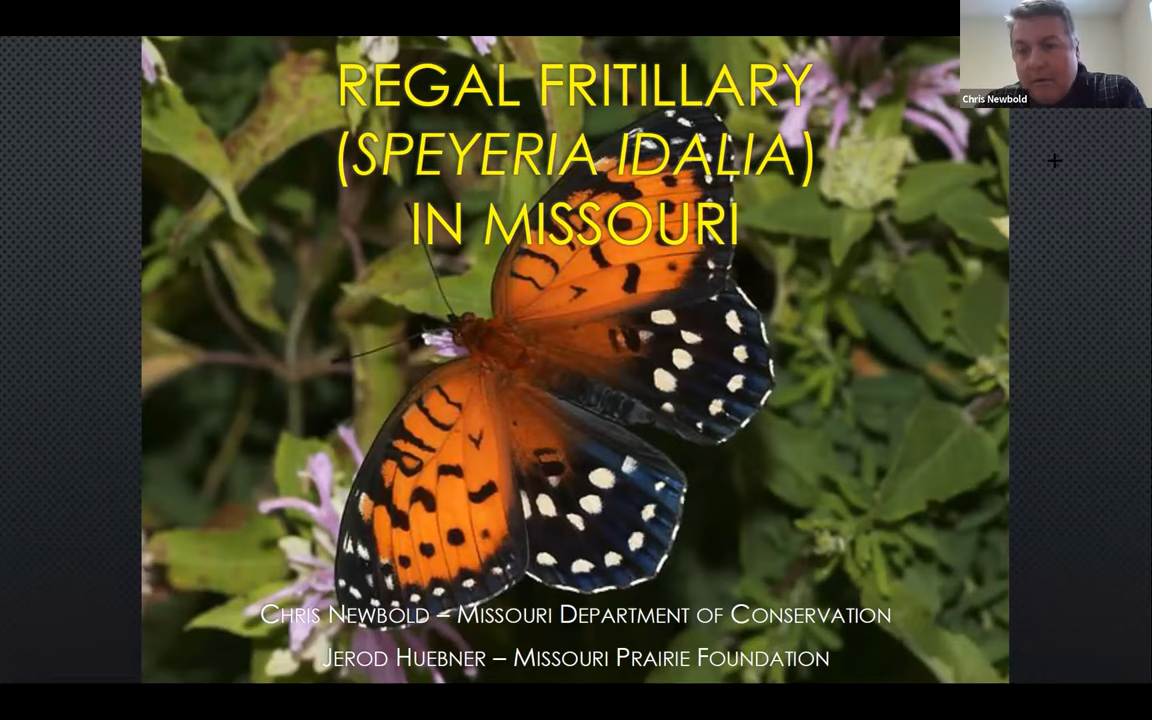 REGAL FRITILLARY
(SPEYERIA IDALIA)
IN MISSOURI
Chris Newbold
CHRIS NEWBOLD – MISSOURI DEPARTMENT OF CONSERVATION
JEROD HUEBNER – MISSOURI PRAIRIE FOUNDATION